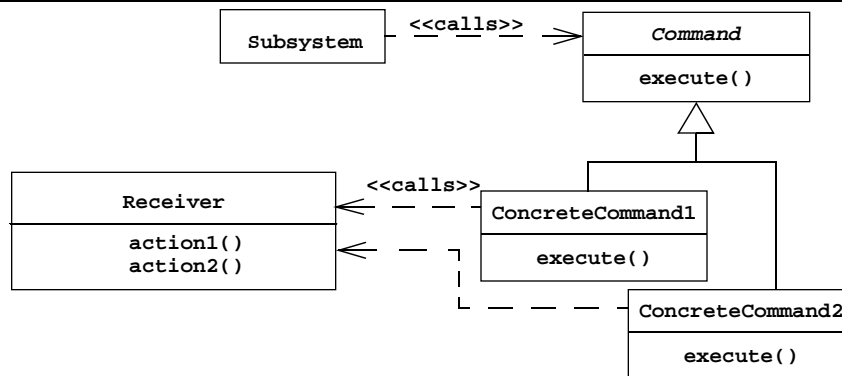 <<calls>>
Subsystem
Command
execute()
<<calls>>
Receiver
action1()
action2()
ConcreteCommand1
execute()
ConcreteCommand2
execute()